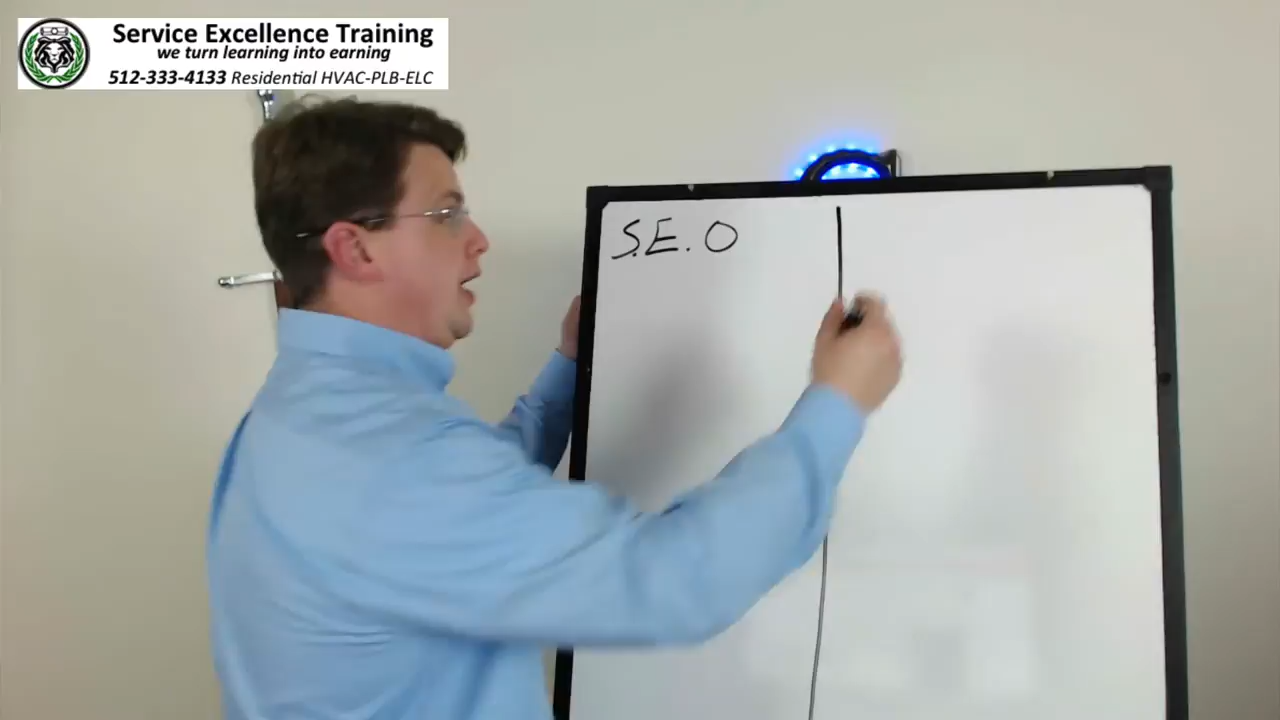 Service Excellence Training
we turn learning into earning
512-333-4133 Residential HVAC-PLB-ELC
S.E.O